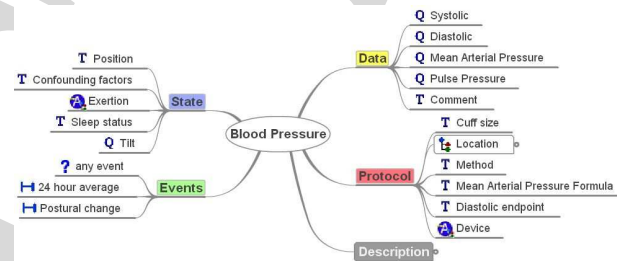 Blood Pressure
State
T Position
T Confounding factors
A Exertion
T Sleep status
Q Tilt
Events
? any event
24 hour average
Postural change
Data
Q Systolic
Q Diastolic
Q Mean Arterial Pressure
Q Pulse Pressure
T Comment
Protocol
T Cuff size
Location
T Method
T Mean Arterial Pressure Formula
T Diastolic endpoint
A Device
Description